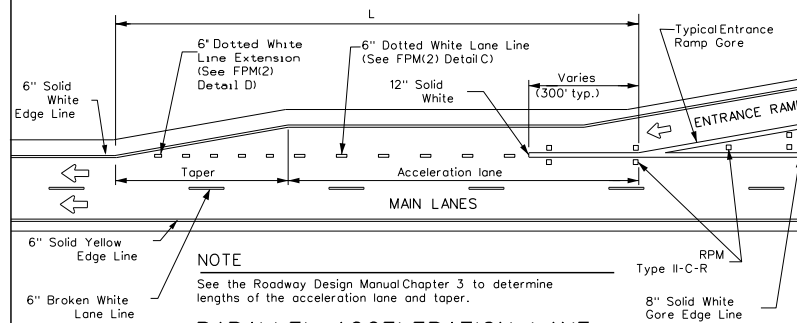 L
6" Dotted White
Line Extension
(See FPM(2)
Detail D)
6" Dotted White Lane Line
(See FPM(2) Detail C)
Typical Entrance
Ramp Gore
6" Solid
White
Edge Line
12" Solid
White
Varies
(300' typ.)
ENTRANCE
Taper
Acceleration lane
MAIN LANES
6" Solid Yellow
Edge Line
6" Broken White
Lane Line
NOTE
See the Roadway Design Manual Chapter 3 to determine
lengths of the acceleration lane and taper.
RPM
Type II-C-R
8" Solid White
Gore Edge Line
PARALLEL ACCELERATION LANE